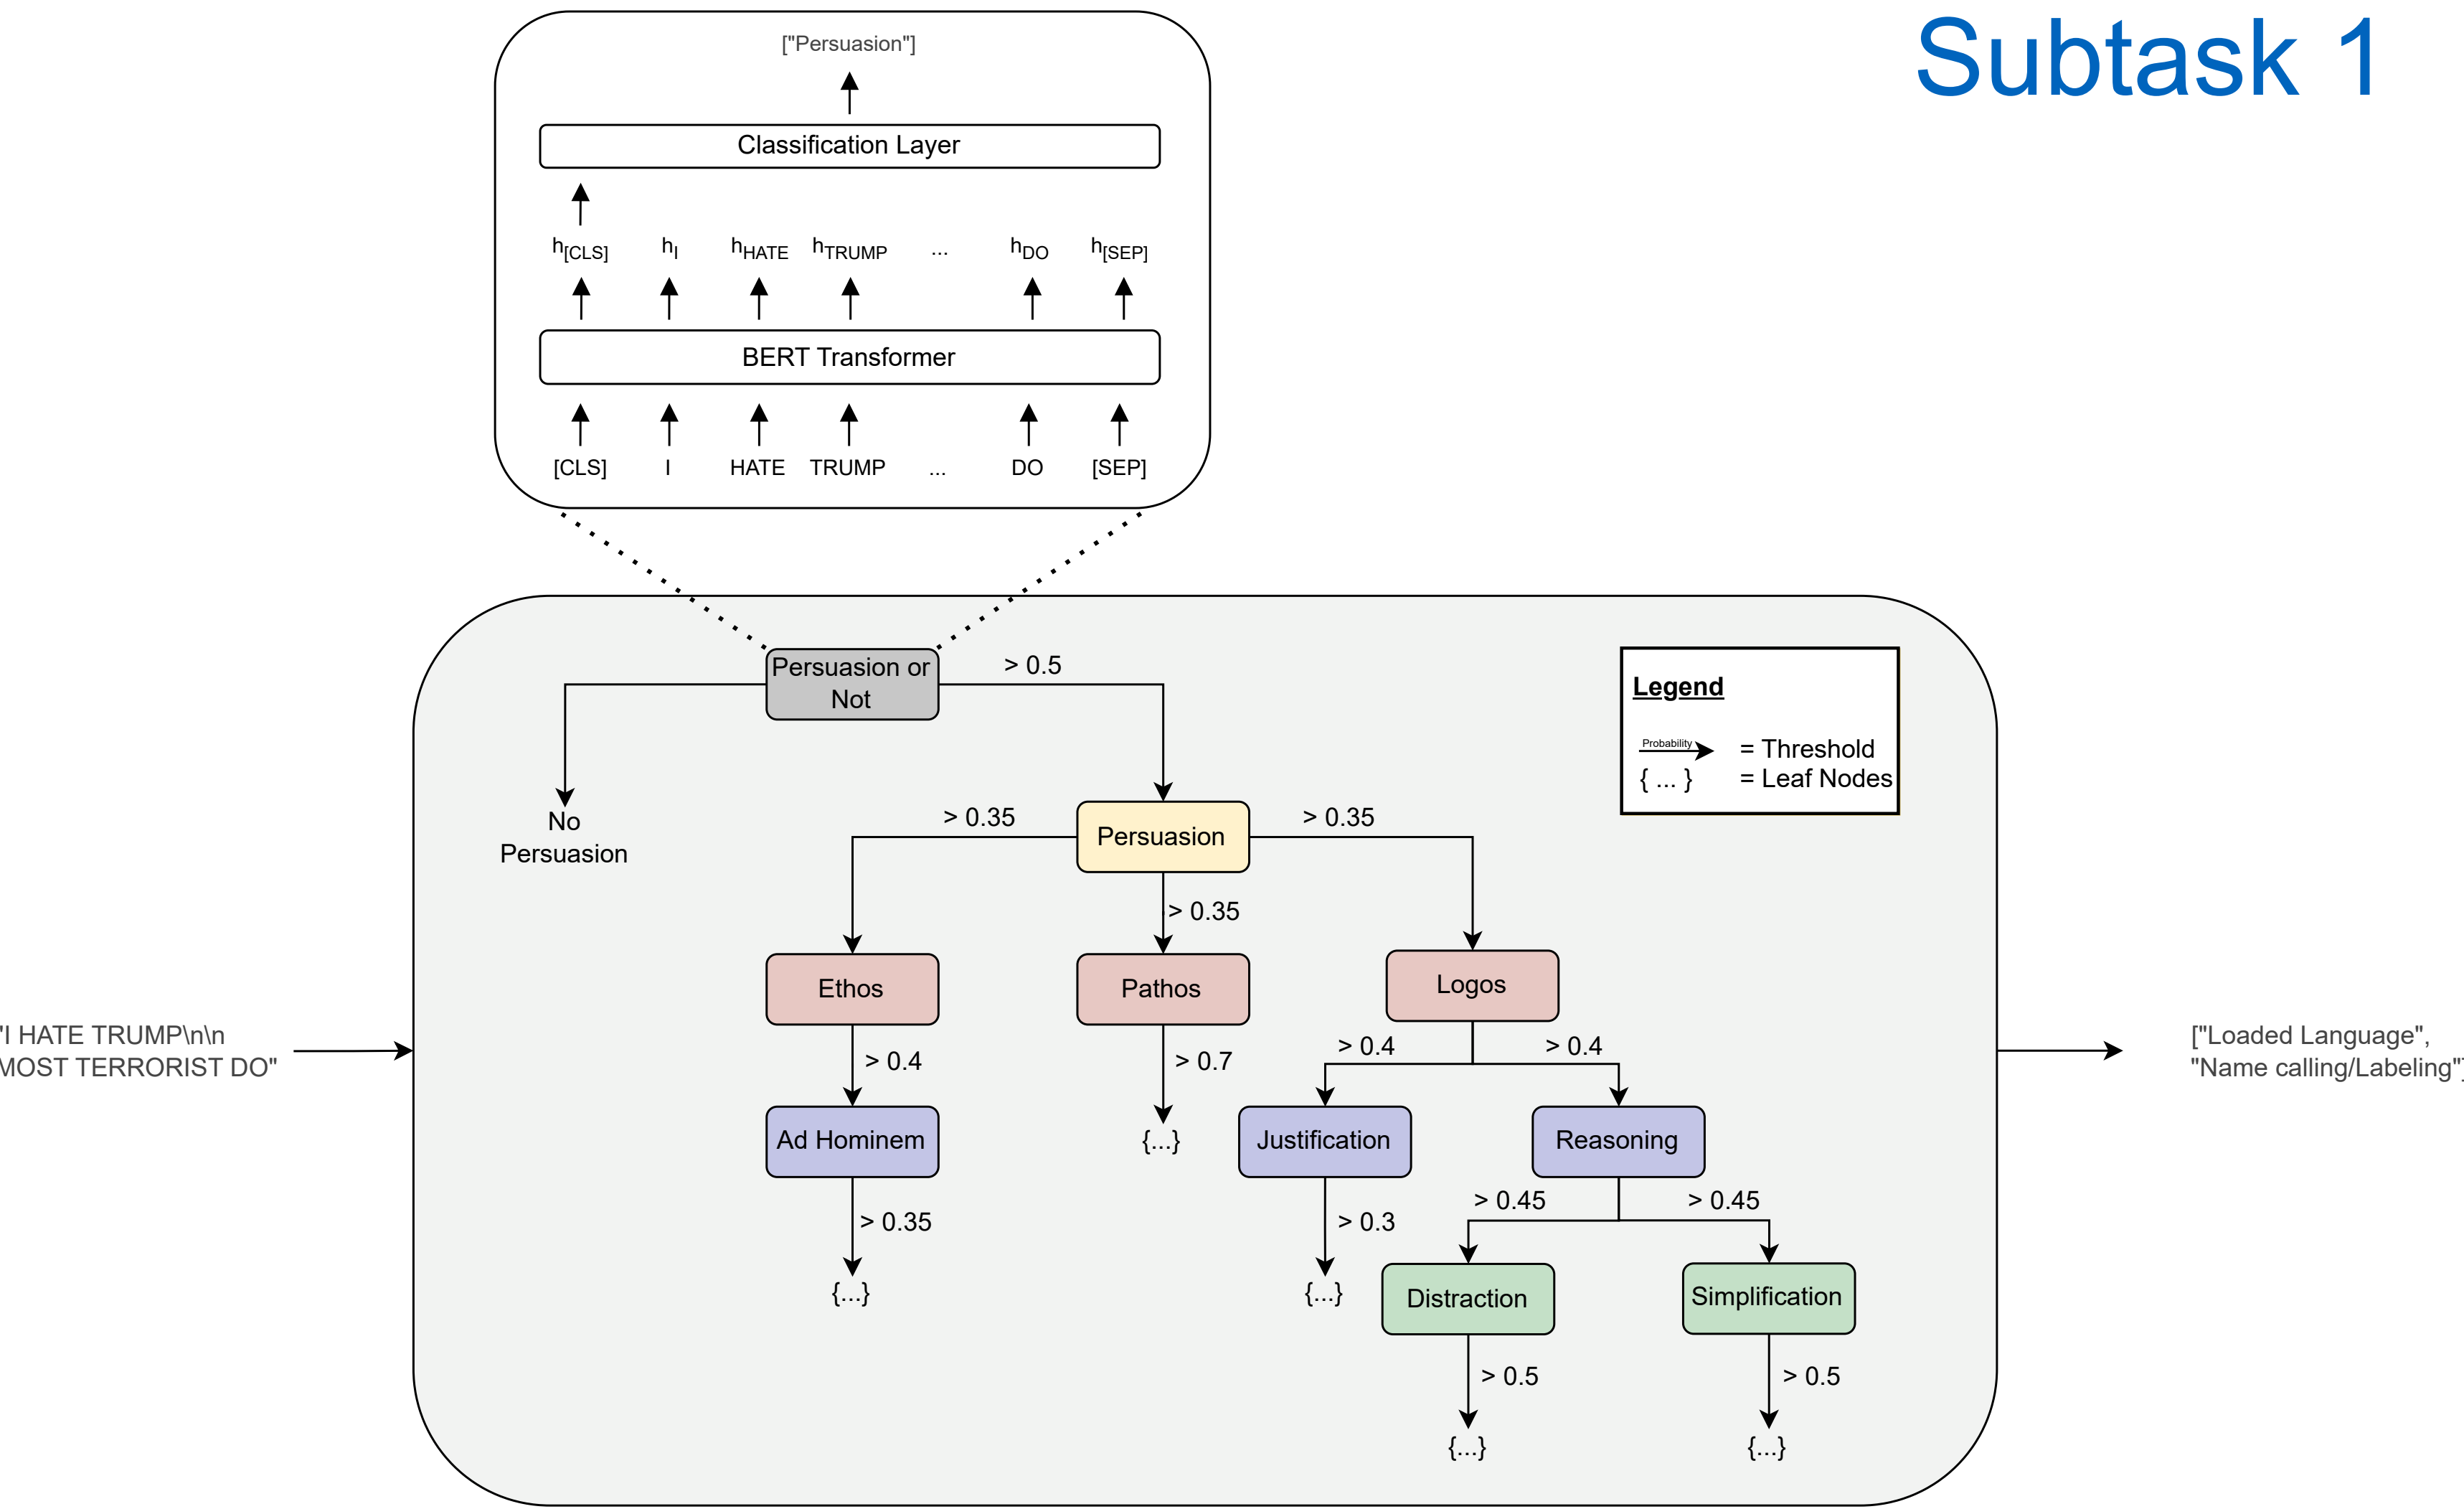 Subtask 1
["Persuasion"]
Classification Layer
h[CLS] hI hHATE hTRUMP ... hDO h[SEP]
BERT Transformer
[CLS] I HATE TRUMP ... DO [SEP]
Persuasion or
Not
> 0.5
Legend
Probability = Threshold
{ ... } = Leaf Nodes
No
Persuasion
> 0.35
Persuasion
> 0.35
> 0.35
Ethos
Pathos
Logos
"I HATE TRUMP\n\n
MOST TERRORIST DO"
> 0.4
> 0.7
> 0.4
> 0.4
["Loaded Language",
"Name calling/Labeling"]
Ad Hominem
{...}
Justification
Reasoning
> 0.35
> 0.3
> 0.45
> 0.45
{...}
{...}
Distraction
Simplification
> 0.5
> 0.5
{...}
{...}